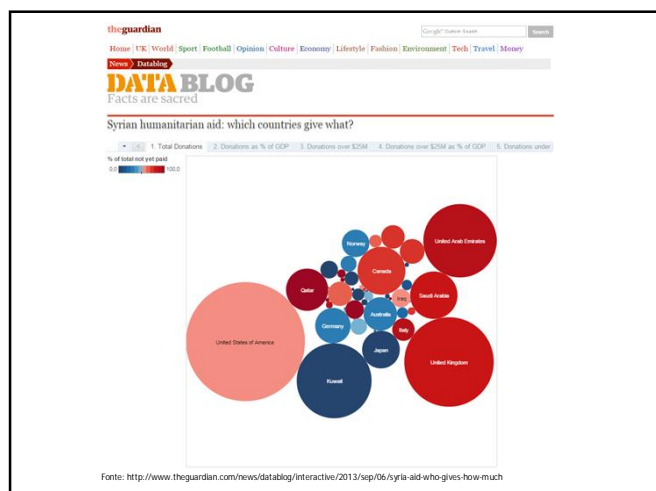 theguardian
Google™ Custom Search
Search
Home UK World Sport Football Opinion Culture Economy Lifestyle Fashion Environment Tech Travel Money
News Datablog
DATA BLOG
Facts are sacred
Syrian humanitarian aid: which countries give what?
1. Total Donations
2. Donations as % of GDP
3. Donations over $25M
4. Donations over $25M as % of GDP
5. Donations under
% of total not yet paid
0,0 100,0
Norway
United Arab Emirates
Canada
Qatar
Iraq
Saudi Arabia
Germany
Australia
Italy
United States of America
Japan
United Kingdom
Kuwait
Fonte: http://www.theguardian.com/news/datablog/interactive/2013/sep/06/syria-aid-who-gives-how-much